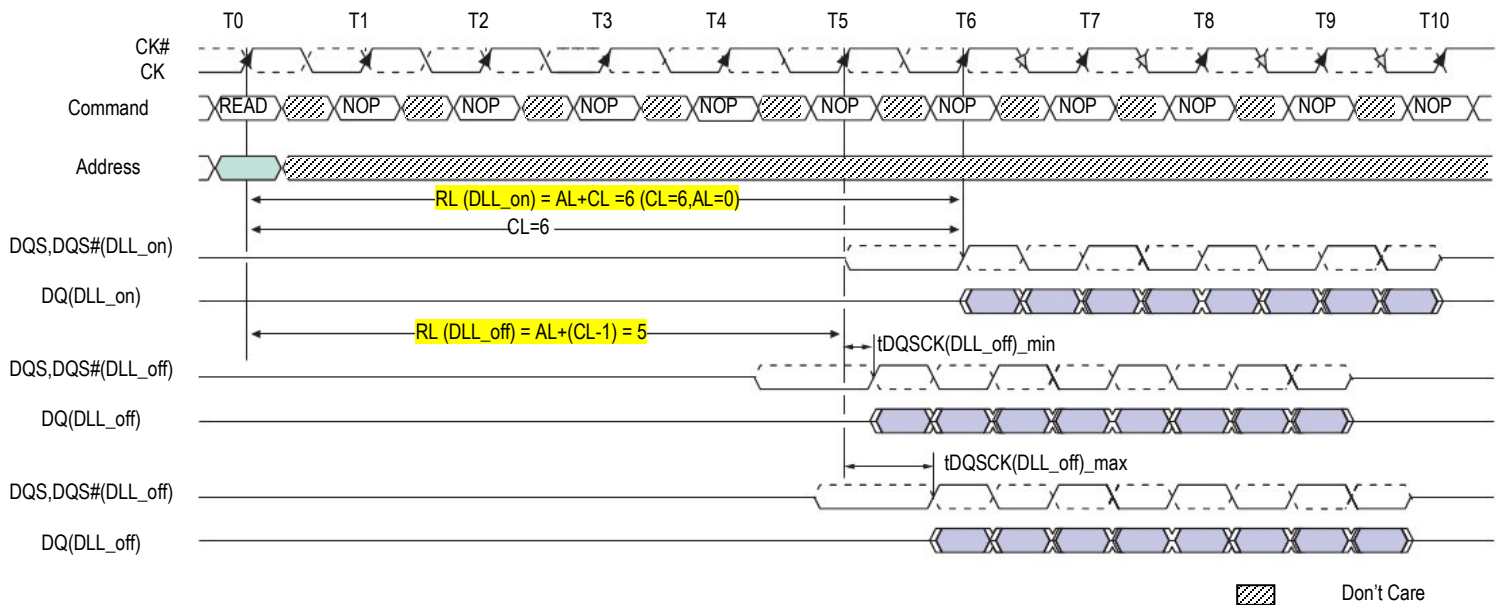 T0 T1 T2 T3 T4 T5 T6 T7 T8 T9 T10
CK#
CK
Command READ NOP NOP NOP NOP NOP NOP NOP NOP NOP NOP
Address
RL (DLL_on) = AL+CL =6 (CL=6,AL=0)
CL=6
DQS,DQS#(DLL_on)
DQ(DLL_on)
RL (DLL_off) = AL+(CL-1) = 5
tDQSCK(DLL_off)_min
DQS,DQS#(DLL_off)
DQ(DLL_off)
tDQSCK(DLL_off)_max
DQS,DQS#(DLL_off)
DQ(DLL_off)
Don't Care